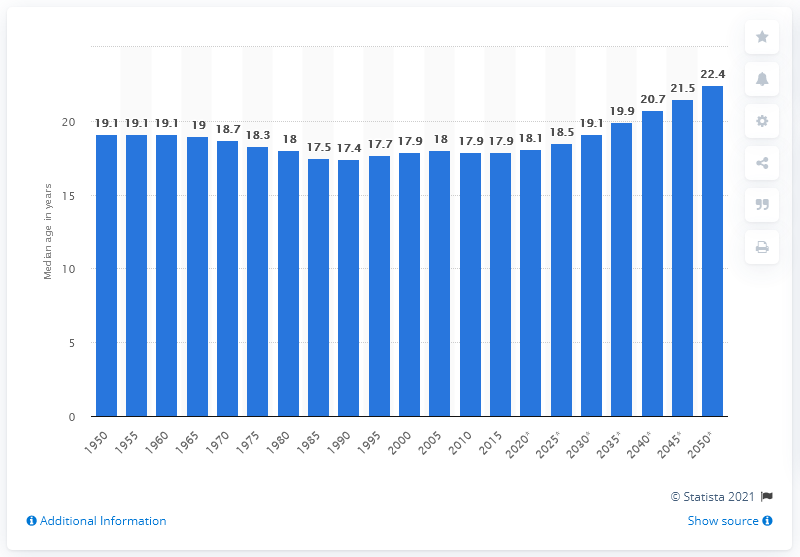 22.4
21.5
20.7
19.9
19.1 19.1 19.1 19 18.7 18.3 18 17.5 17.4 17.7 17.9 18 17.9 17.9 18.1 18.5 19.1
20
15
10
5
0
Median age in years
1950 1955 1960 1965 1970 1975 1980 1985 1990 1995 2000 2005 2010 2015 2020* 2025* 2030* 2035* 2040* 2045* 2050*
© Statista 2021
Additional Information
Show source